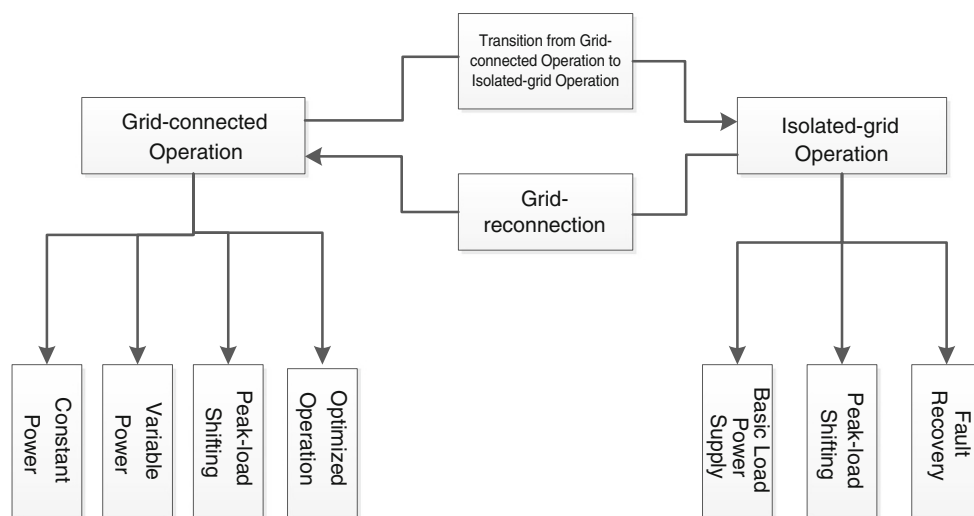 Transition from Grid-
connected Operation to
Isolated-grid Operation
Grid-connected
Operation
Isolated-grid
Operation
Grid-
reconnection
Constant
Power
Variable
Power
Peak-load
Shifting
Optimized
Operation
Basic Load
Power
Supply
Peak-load
Shifting
Fault
Recovery